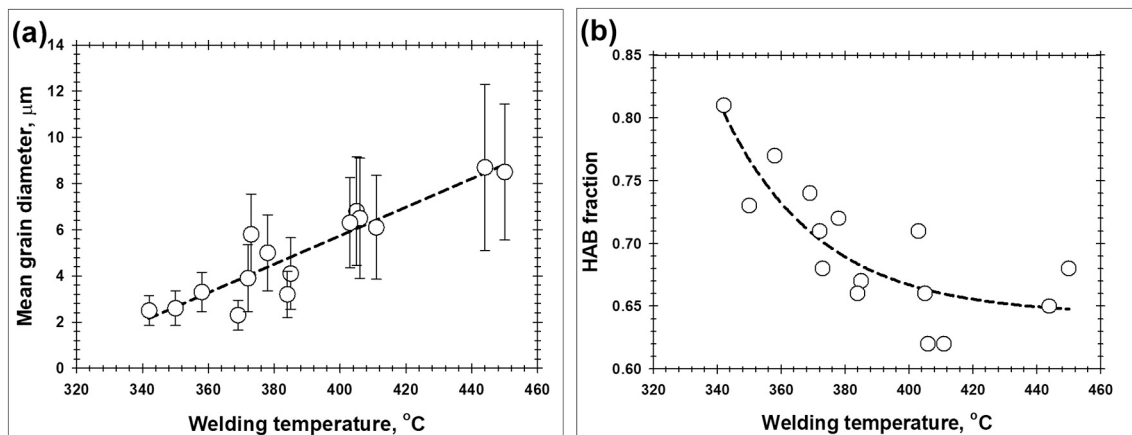 (a)
14
12
10
8
6
4
2
0
Mean grain diameter, μm
320 340 360 380 400 420 440 460
Welding temperature, °C
(b)
0.85
0.80
0.75
0.70
0.65
0.60
HAB fraction
320 340 360 380 400 420 440 460
Welding temperature, °C